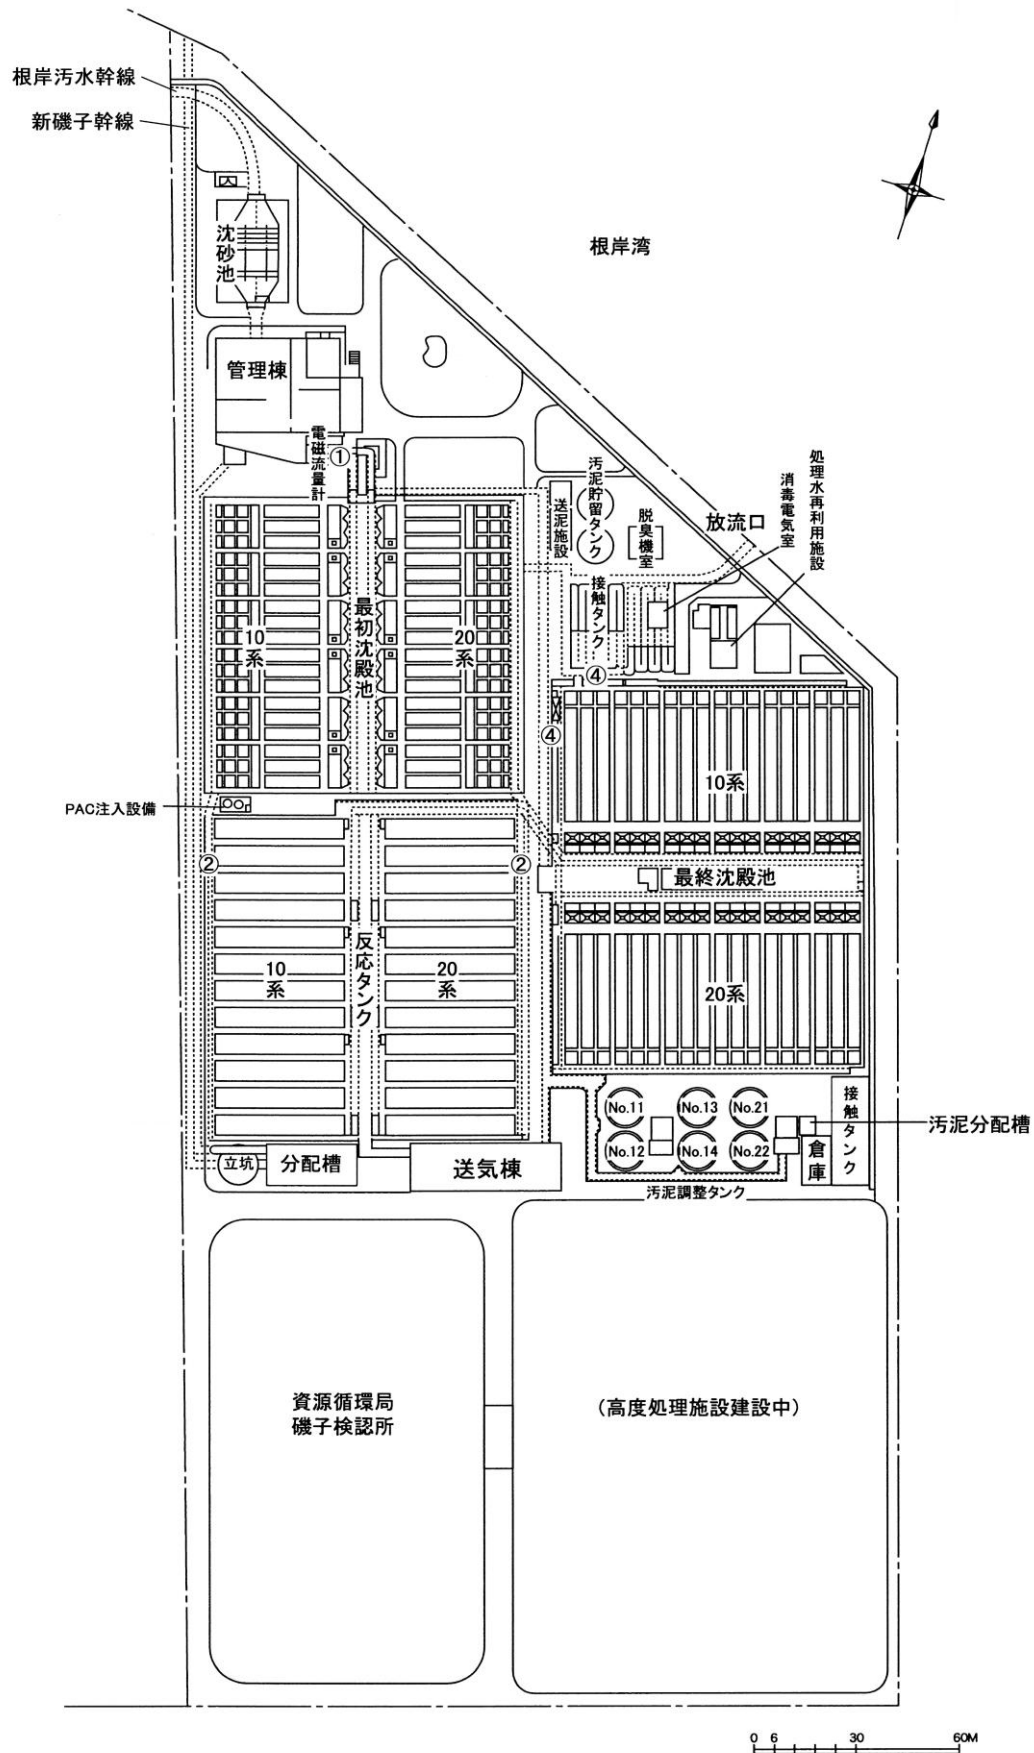 根岸汚水幹線
新磯子幹線
根岸湾
沈砂池
管理棟
電磁流量計
①
汚泥貯留タンク
送泥施設
脱臭機室
放流口
消毒電気室
処理水再利用施設
接触タンク
④
④
10系
最初沈殿池
20系
PAC注入設備
②
②
10系
最終沈殿池
20系
10系
反応タンク
20系
No.11
No.13
No.21
No.12
No.14
No.22
汚泥調整タンク
接触タンク
汚泥分配槽
倉庫
立坑
分配槽
送気棟
資源循環局
磯子検認所
(高度処理施設建設中)
0 6 30 60M